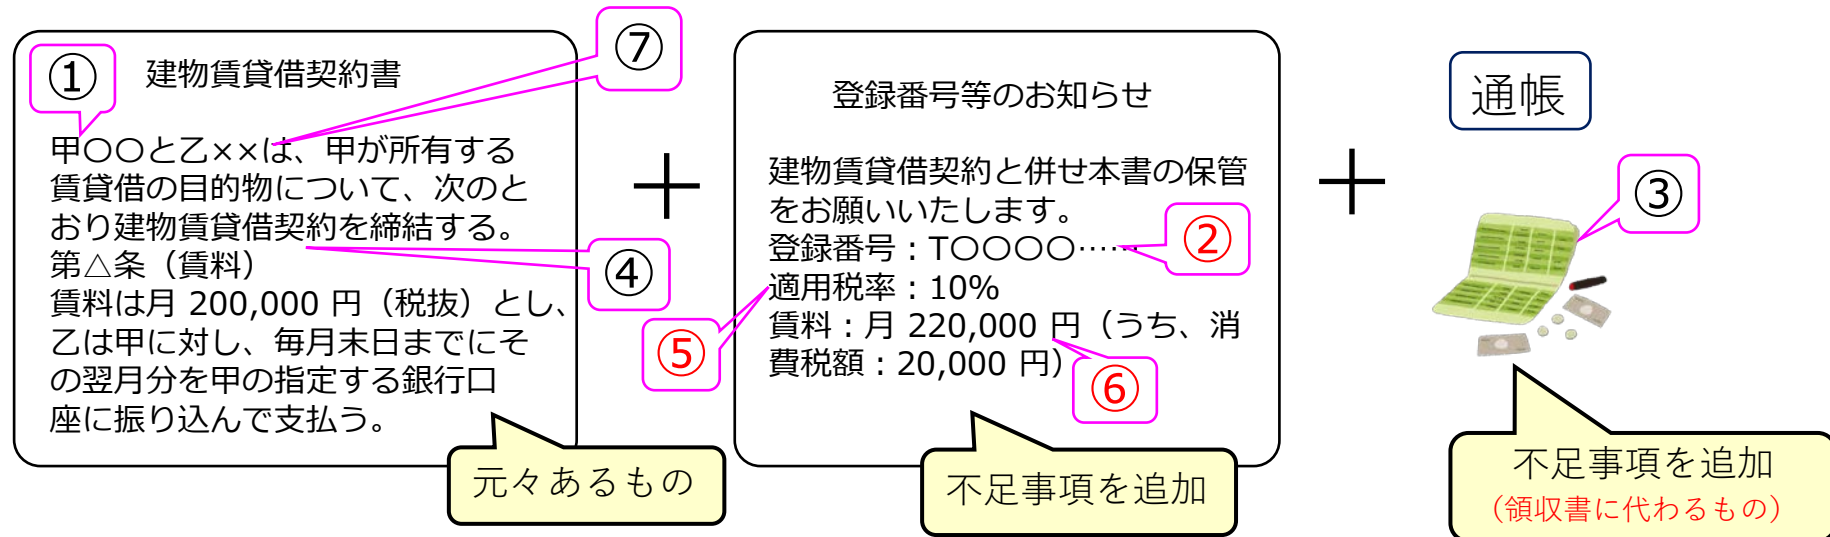 ①
建物賃貸借契約書
⑦
甲〇〇と乙××は、甲が所有する
賃貸借の目的物について、次のと
おり建物賃貸借契約を締結する。
第△条（賃料）
④
賃料は月 200,000 円（税抜）とし、
乙は甲に対し、毎月末日までにそ
の翌月分を甲の指定する銀行口
座に振り込んで支払う。
元々あるもの
＋
登録番号等のお知らせ
建物賃貸借契約と併せ本書の保管
をお願いいたします。
登録番号：T〇〇〇〇……
②
適用税率：10%
⑤
賃料：月 220,000 円（うち、消
費税額：20,000 円）
⑥
不足事項を追加
＋
通帳
③
不足事項を追加
（領収書に代わるもの）